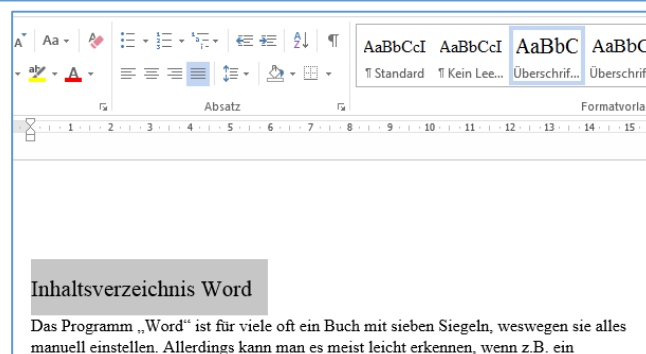 Aa
A
AaBbCcI AaBbCcI AaBbC AaBbC
¶ Standard ¶ Kein Lee... Überschrif... Überschrif
Absatz
Formatvorla
1 2 3 4 5 6 7 8 9 10 11 12 13 14 15
Inhaltsverzeichnis Word
Das Programm „Word“ ist für viele oft ein Buch mit sieben Siegeln, weswegen sie alles
manuell einstellen. Allerdings kann man es meist leicht erkennen, wenn z.B. ein